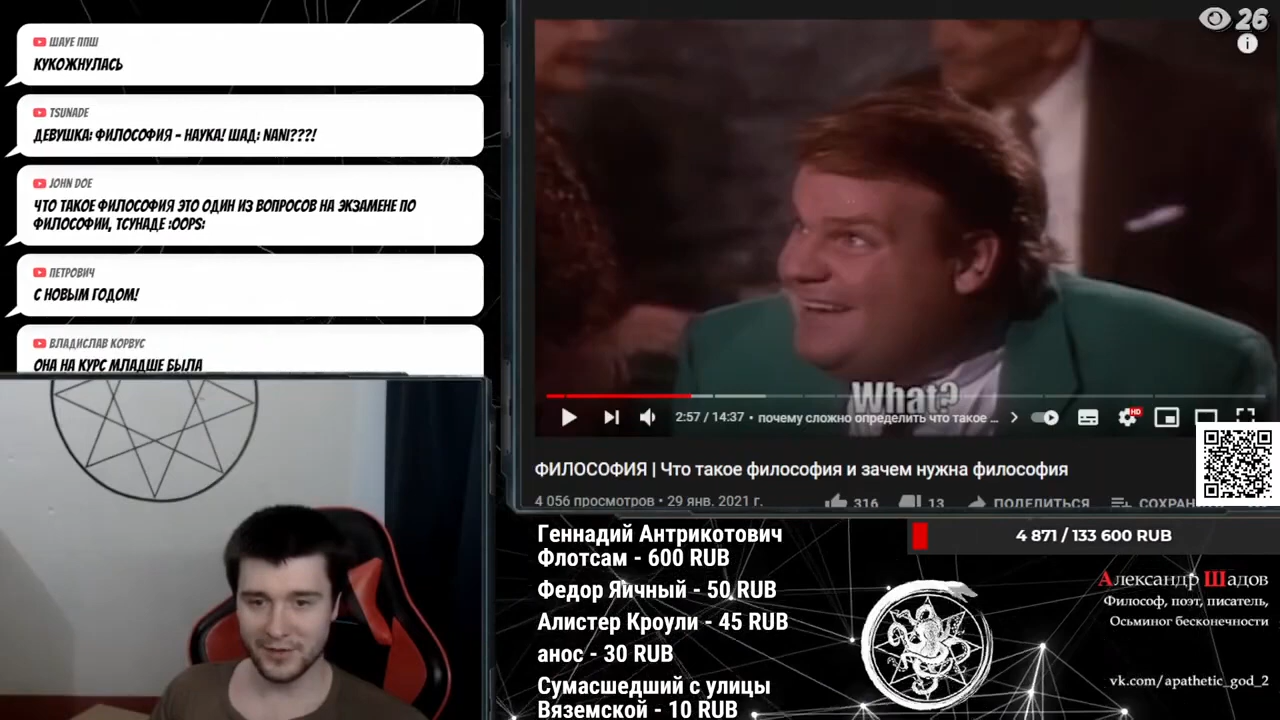 ШАУЕ ППШ
КУКОЖНУЛАСЬ
TSUNADE
ДЕВУШКА: ФИЛОСОФИЯ - НАУКА! ШАД: NANI???!
JOHN DOE
ЧТО ТАКОЕ ФИЛОСОФИЯ ЭТО ОДИН ИЗ ВОПРОСОВ НА ЭКЗАМЕНЕ ПО
ФИЛОСОФИИ, ТСУНАДЕ :OOPS:
ПЕТРОВИЧ
С НОВЫМ ГОДОМ!
ВЛАДИСЛАВ КОРВУС
ОНА НА КУРС МЛАДШЕ БЫЛА
26
What?
2:57 / 14:37 • почему сложно определить что такое ...
HD
ФИЛОСОФИЯ | Что такое философия и зачем нужна философия
4 056 просмотров • 29 янв. 2021 г.
316
13
ПОДЕЛИТЬСЯ
СОХРАН
Геннадий Антрикотович
Флотсам - 600 RUB
Федор Яичный - 50 RUB
Алистер Кроули - 45 RUB
анос - 30 RUB
Сумасшедший с улицы
Вяземской - 10 RUB
4 871 / 133 600 RUB
Александр Шадов
Философ, поэт, писатель,
Осьминог бесконечности
vk.com/apathetic_god_2